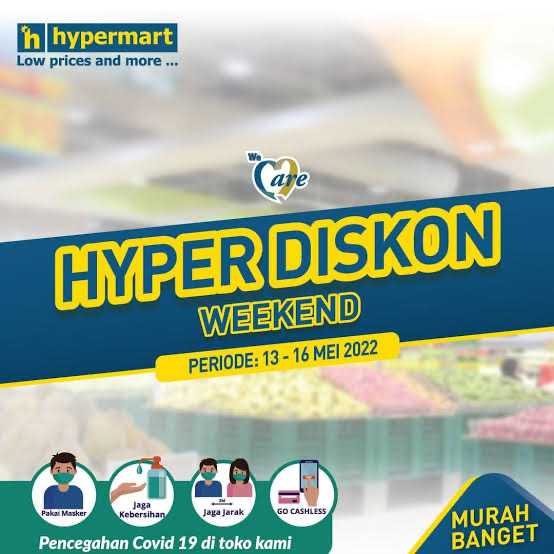 hypermart
Low prices and more ...
We
Care
HYPER DISKON
WEEKEND
PERIODE: 13 - 16 MEI 2022
Pakai Masker
Jaga
Kebersihan
2M
Jaga Jarak
GO CASHLESS
Pencegahan Covid 19 di toko kami
MURAH
BANGET